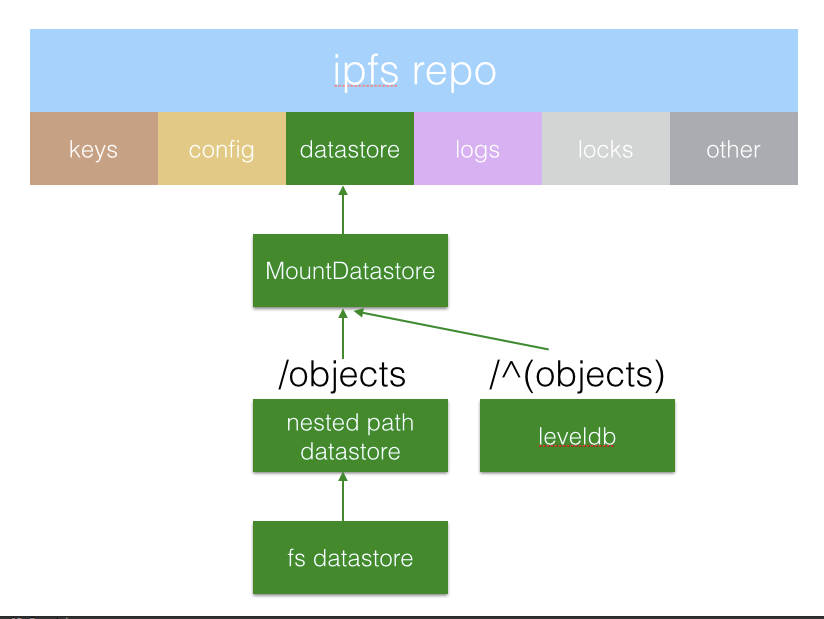 ipfs repo
keys config datastore logs locks other
MountDatastore
/objects /^(objects)
nested path
datastore
leveldb
fs datastore